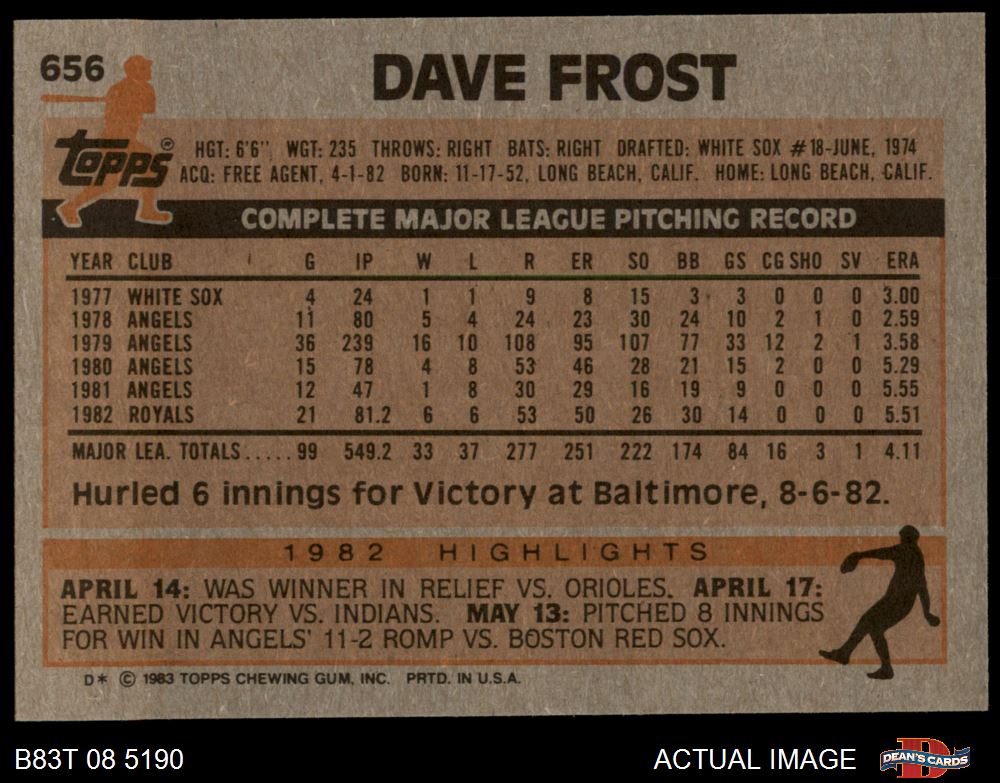 656
DAVE FROST
Topps®
HGT: 6'6" WGT: 235 THROWS: RIGHT BATS: RIGHT DRAFTED: WHITE SOX #18-JUNE, 1974
ACQ: FREE AGENT, 4-1-82 BORN: 11-17-52, LONG BEACH, CALIF. HOME: LONG BEACH, CALIF.
COMPLETE MAJOR LEAGUE PITCHING RECORD
YEAR CLUB G IP W L R ER SO BB GS CG SHO SV ERA
1977 WHITE SOX 4 24 1 1 9 8 15 3 3 0 0 0 3.00
1978 ANGELS 11 80 5 4 24 23 30 24 10 2 1 0 2.59
1979 ANGELS 36 239 16 10 108 95 107 77 33 12 2 1 3.58
1980 ANGELS 15 78 4 8 53 46 28 21 15 2 0 0 5.29
1981 ANGELS 12 47 1 8 30 29 16 19 9 0 0 0 5.55
1982 ROYALS 21 81.2 6 6 53 50 26 30 14 0 0 0 5.51
MAJOR LEA. TOTALS..... 99 549.2 33 37 277 251 222 174 84 16 3 1 4.11
Hurled 6 innings for Victory at Baltimore, 8-6-82.
1982 HIGHLIGHTS
APRIL 14: WAS WINNER IN RELIEF VS. ORIOLES. APRIL 17:
EARNED VICTORY VS. INDIANS. MAY 13: PITCHED 8 INNINGS
FOR WIN IN ANGELS' 11-2 ROMP VS. BOSTON RED SOX.
D* © 1983 TOPPS CHEWING GUM, INC. PRTD. IN U.S.A.
B83T 08 5190
ACTUAL IMAGE
DEAN'S CARDS